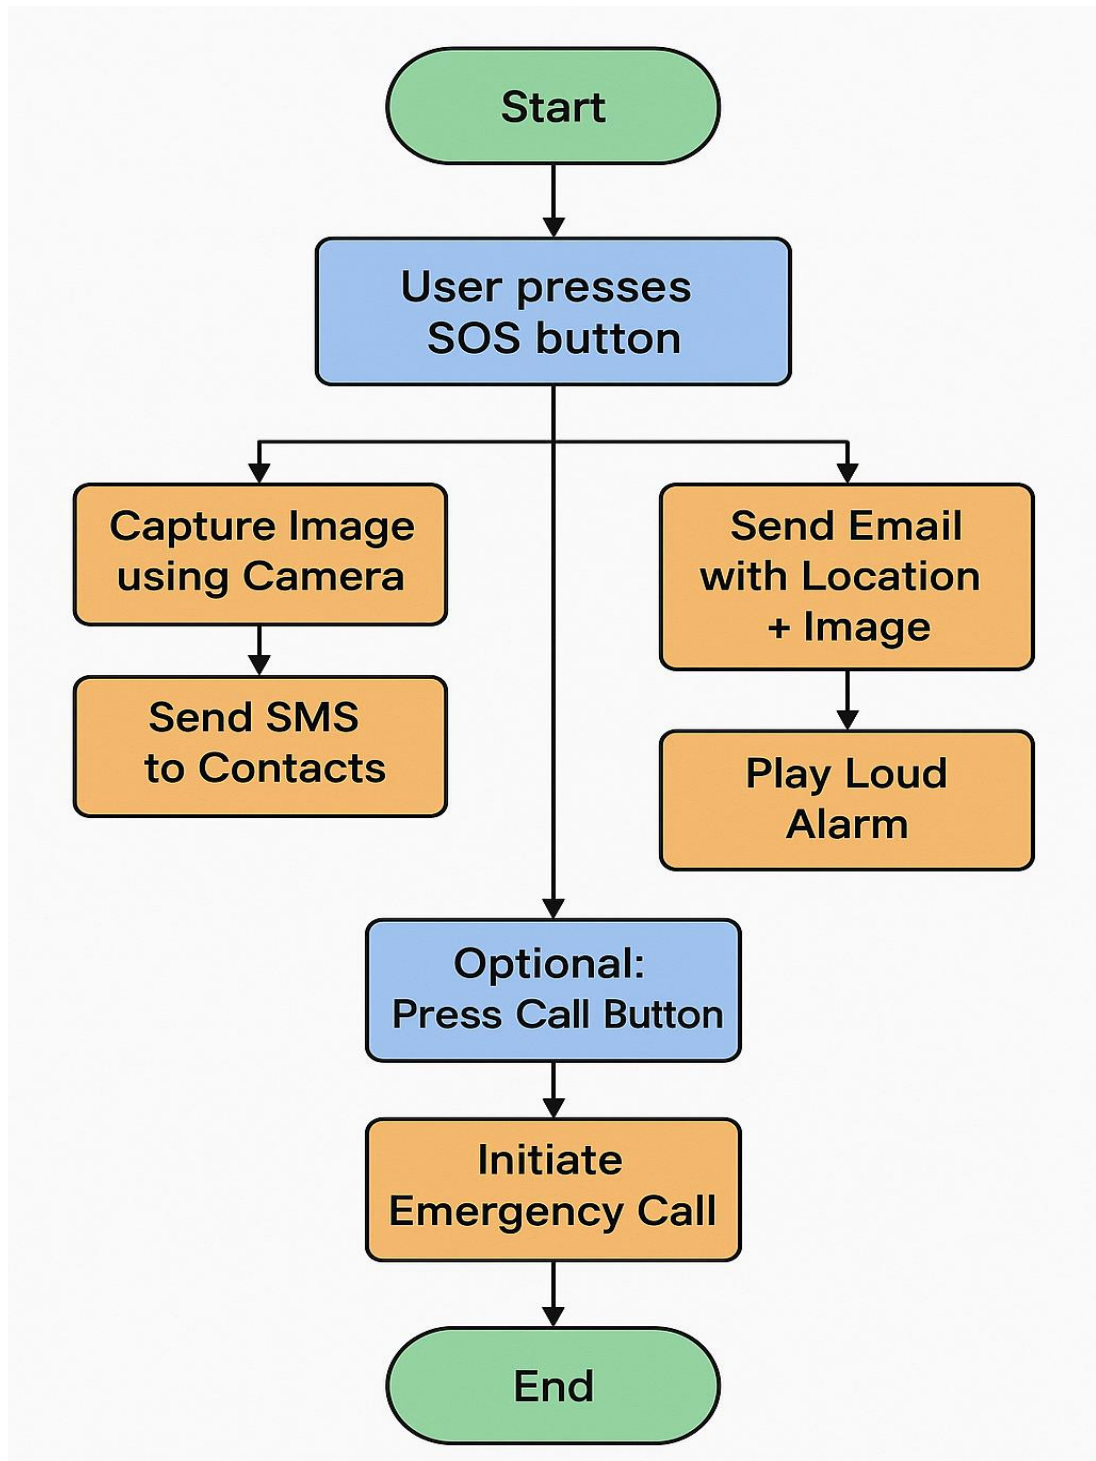 Start
User presses
SOS button
Capture Image
using Camera
Send SMS
to Contacts
Send Email
with Location
+ Image
Play Loud
Alarm
Optional:
Press Call Button
Initiate
Emergency Call
End